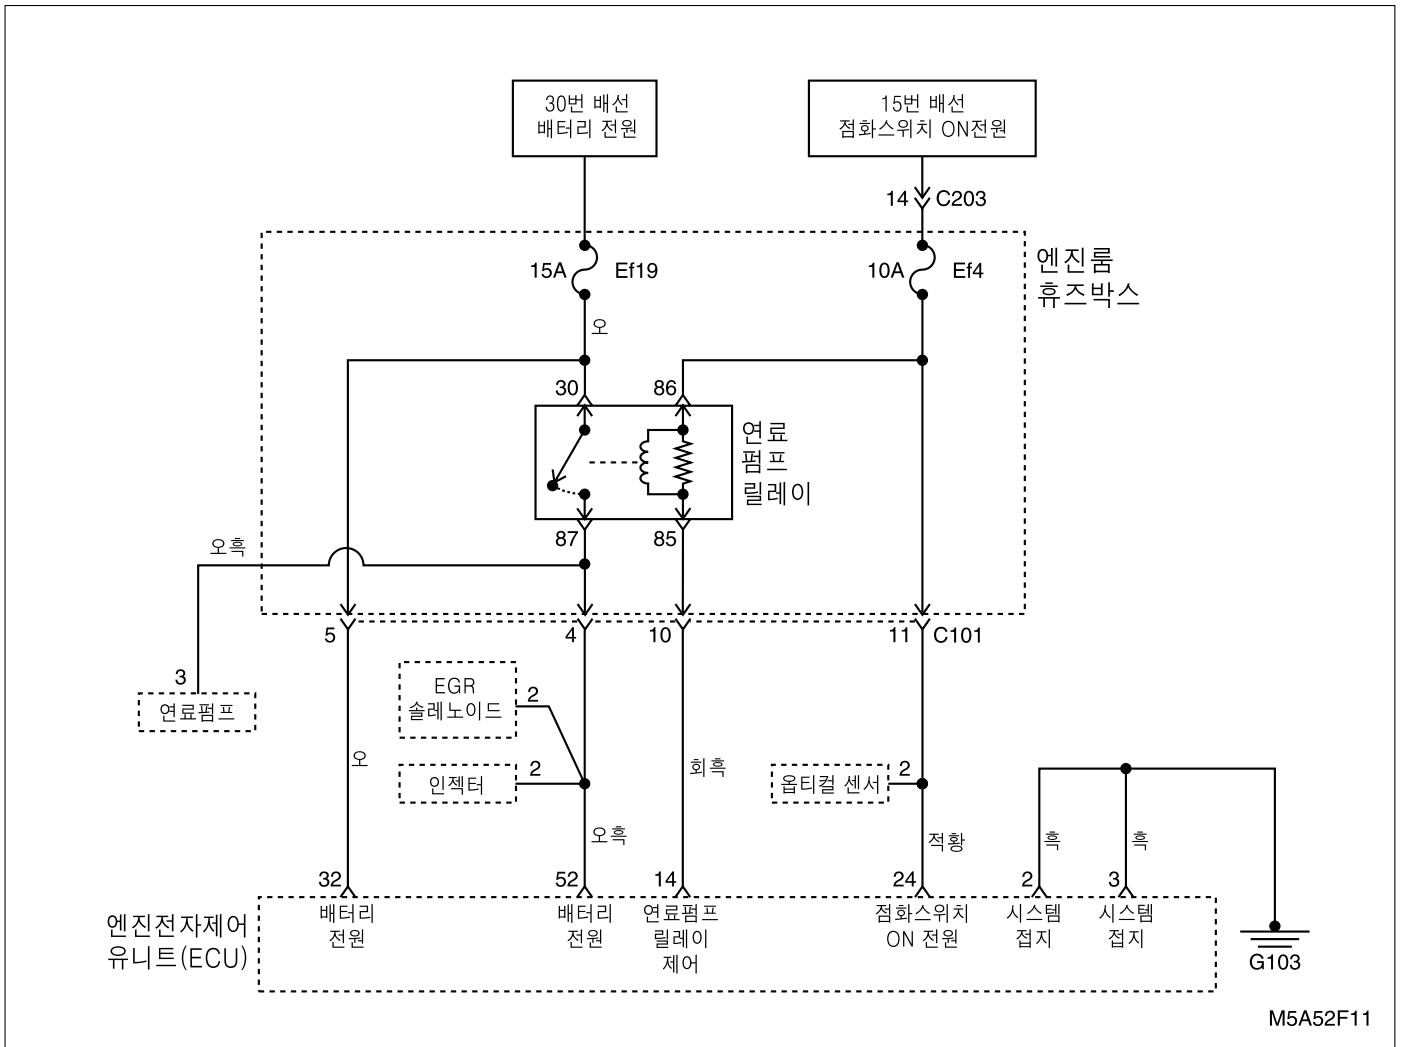 30번 배선
배터리 전원
15번 배선
점화스위치 ON전원
14 C203
15A Ef19
10A Ef4
엔진룸
휴즈박스
오
30 86
연료
펌프
릴레이
87 85
오흑
5 4 10 11 C101
3
연료펌프
EGR
솔레노이드
2
인젝터
2
오
회흑
옵티컬 센서
2
오흑
적황
흑 흑
32 52 14 24 2 3
엔진전자제어
유니트(ECU)
배터리
전원
배터리
전원
연료펌프
릴레이
제어
점화스위치
ON 전원
시스템
접지
시스템
접지
G103
M5A52F11